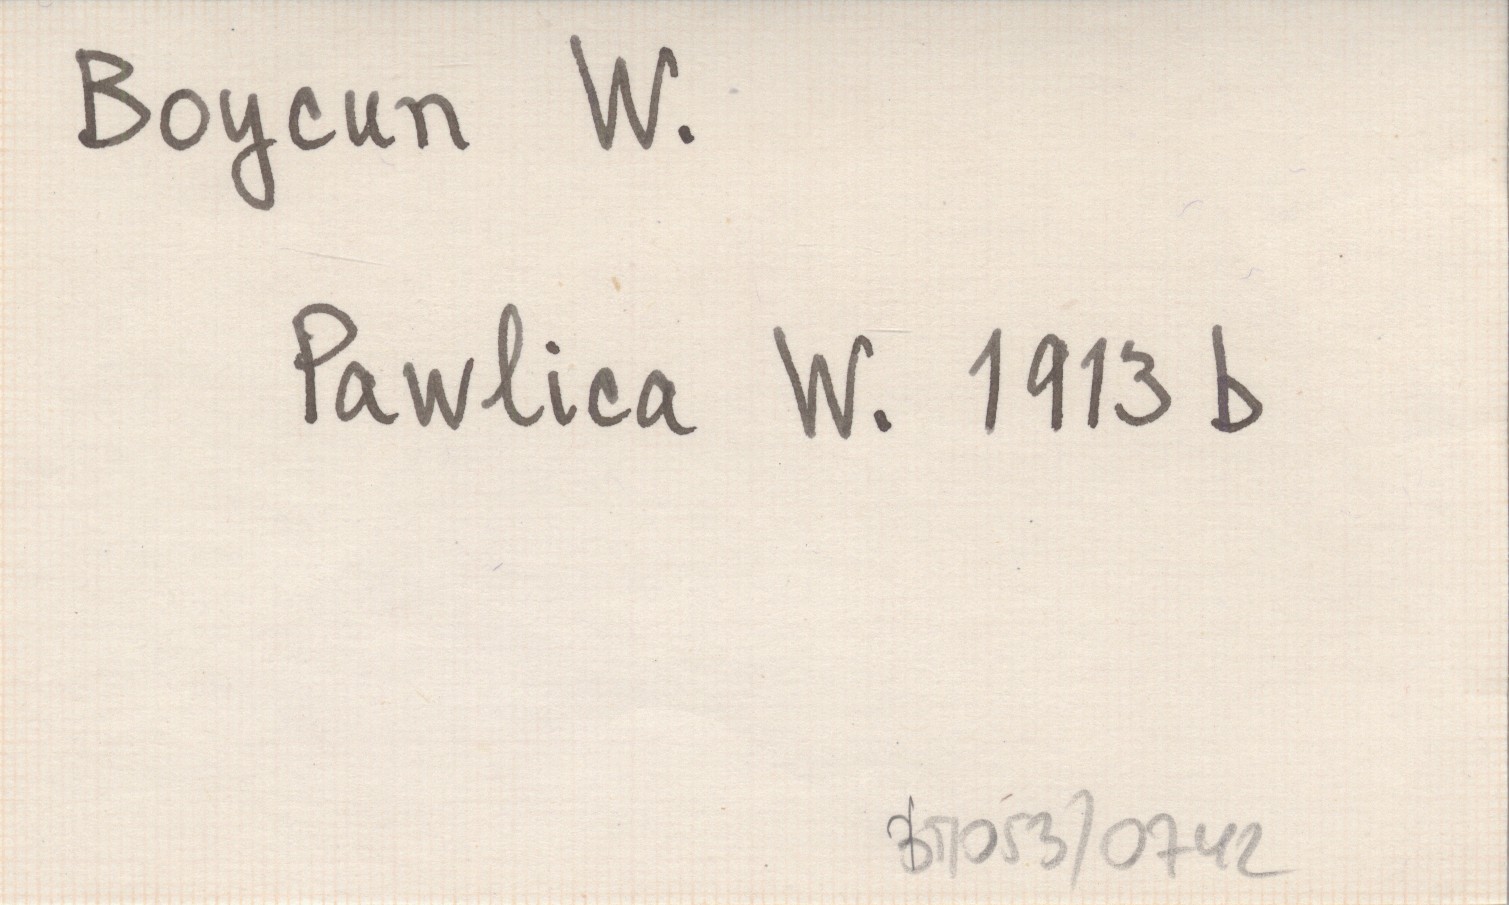 Boycun W.
Pawlica W. 1913 b